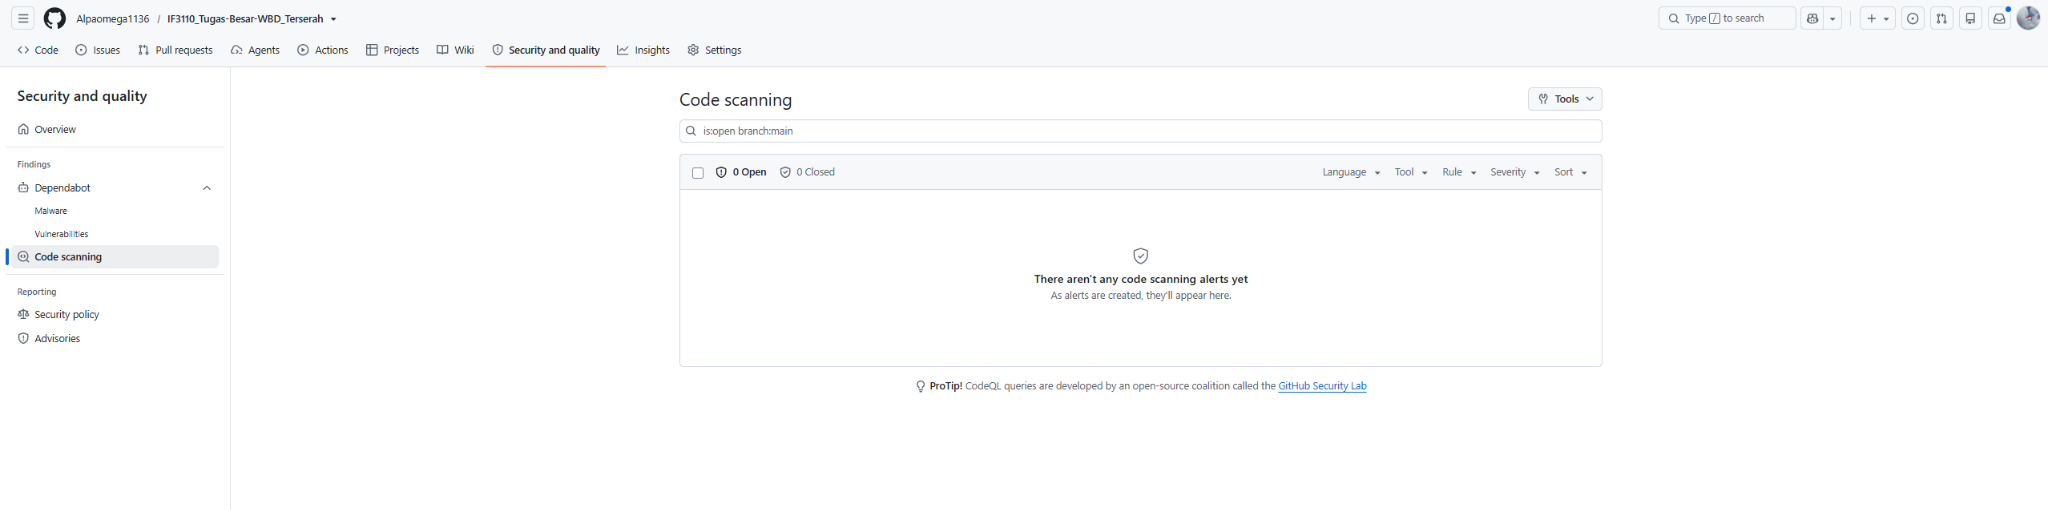 Alpaomega1136 / IF3110_Tugas-Besar-WBD_Terserah
Type / to search
Code Issues Pull requests Agents Actions Projects Wiki Security and quality Insights Settings
Security and quality
Overview
Findings
Dependabot
Malware
Vulnerabilities
Code scanning
Reporting
Security policy
Advisories
Code scanning
Tools
is:open branch:main
0 Open 0 Closed Language Tool Rule Severity Sort
There aren't any code scanning alerts yet
As alerts are created, they'll appear here.
ProTip! CodeQL queries are developed by an open-source coalition called the GitHub Security Lab